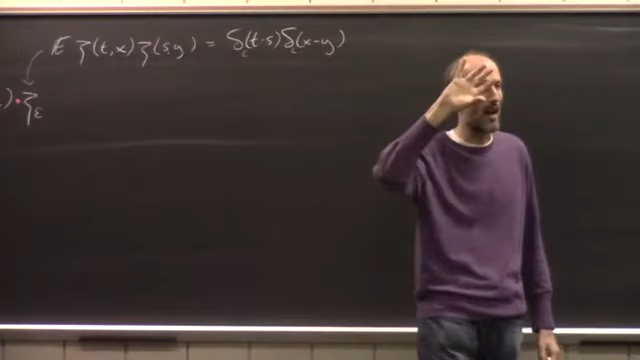 𝔼 ξ(t,x) ξ(s,y) = δ_ε(t-s) δ_ε(x-y)
) • ξ_ε